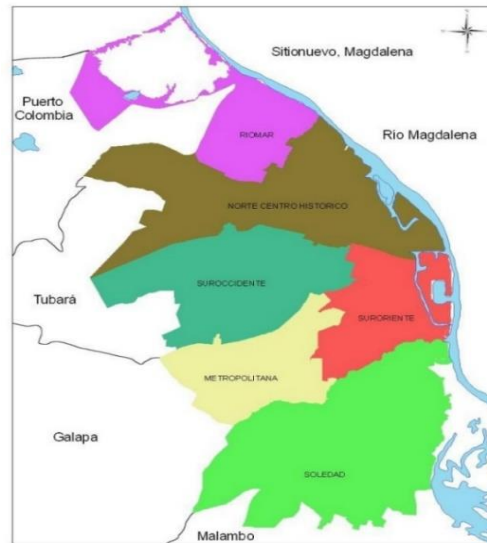 Sitionuevo, Magdalena
Puerto
Colombia
Rio Magdalena
RIOMAR
NORTE CENTRO HISTORICO
SUROCCIDENTE
Tubará
SURORIENTE
METROPOLITANA
Galapa
SOLEDAD
Malambo